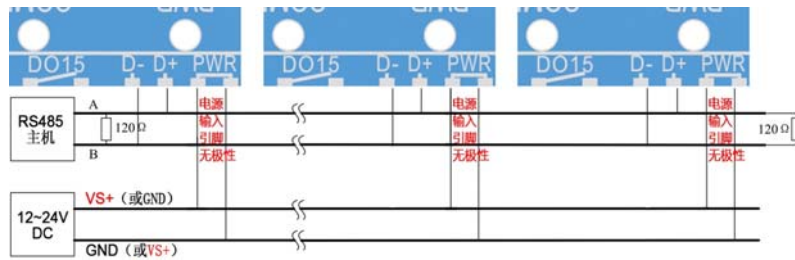 DO15 D- D+ PWR DO15 D- D+ PWR DO15 D- D+ PWR
A
RS485
主机
120Ω
B
电源
输入
引脚
无极性
电源
输入
引脚
无极性
电源
输入
引脚
无极性
120Ω
12~24V
DC
VS+（或GND）
GND（或VS+）